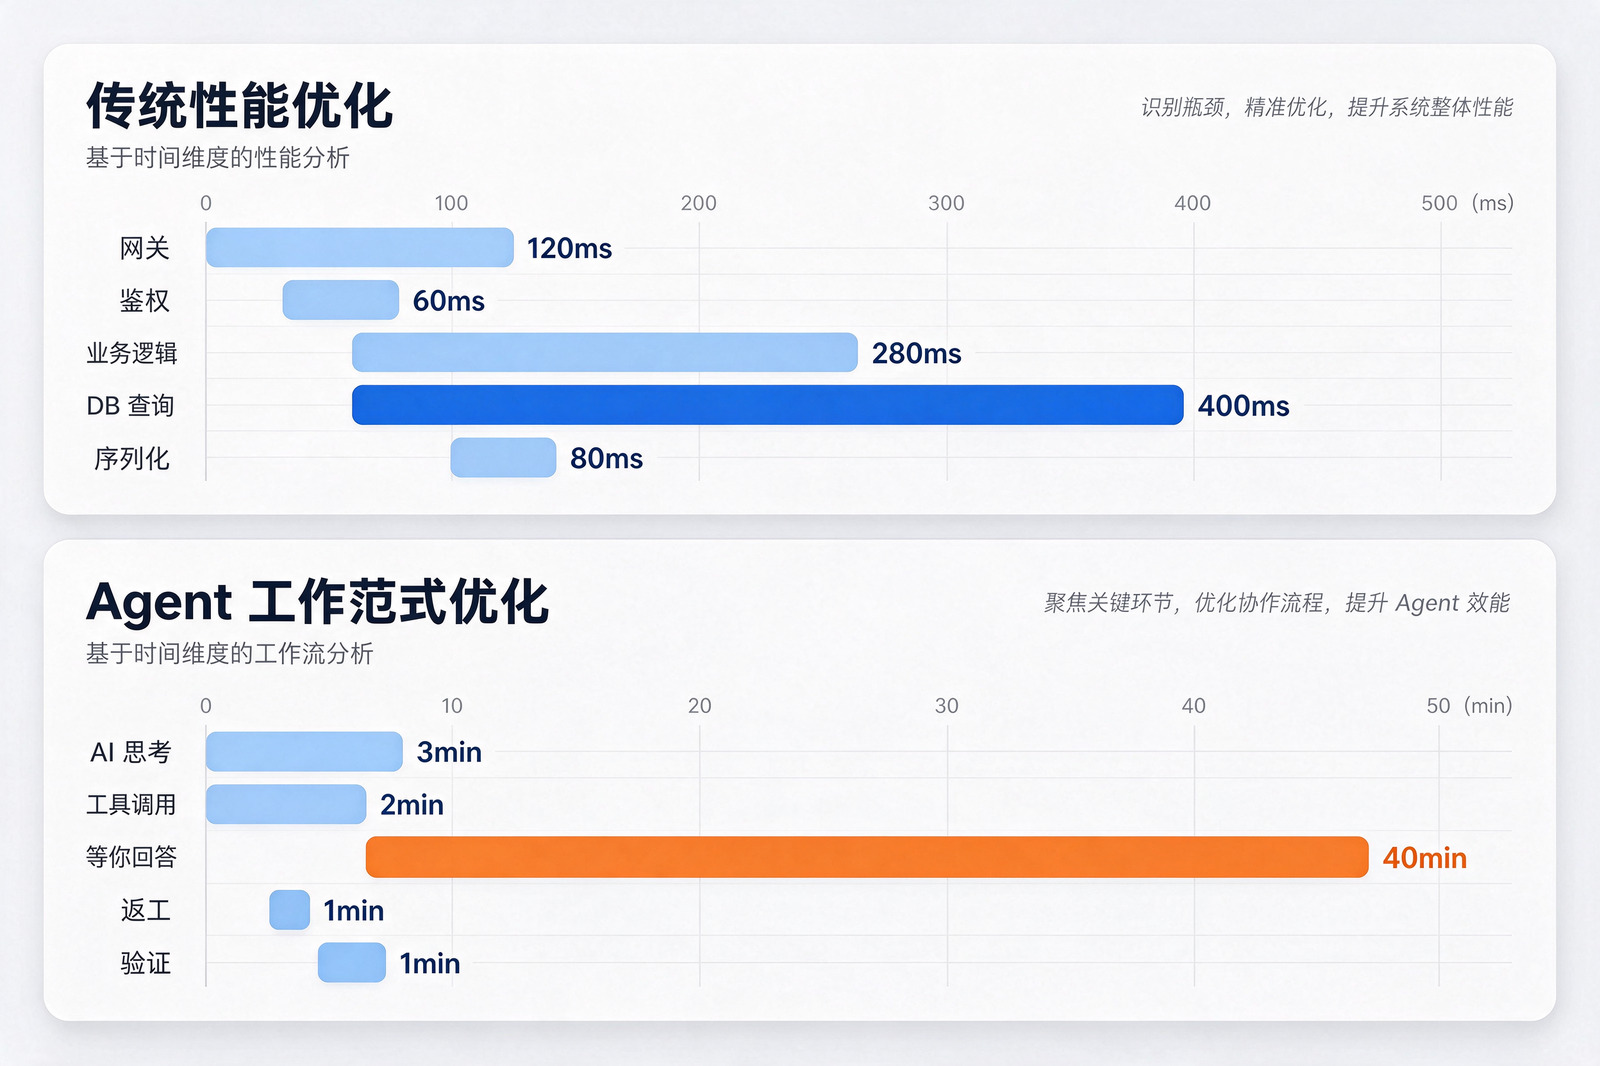 传统性能优化
识别瓶颈，精准优化，提升系统整体性能
基于时间维度的性能分析
0 100 200 300 400 500 (ms)
网关 120ms
鉴权 60ms
业务逻辑 280ms
DB 查询 400ms
序列化 80ms
Agent 工作范式优化
聚焦关键环节，优化协作流程，提升 Agent 效能
基于时间维度的工作流分析
0 10 20 30 40 50 (min)
AI 思考 3min
工具调用 2min
等你回答 40min
返工 1min
验证 1min